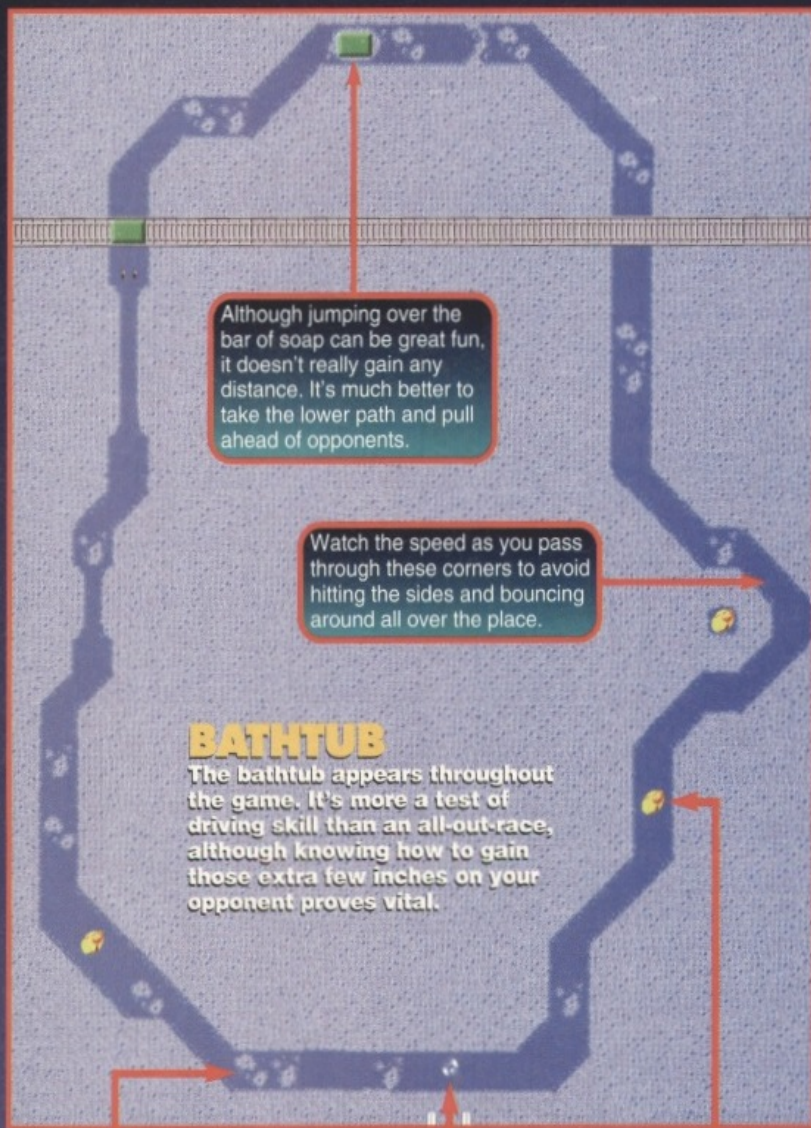 Although jumping over the
bar of soap can be great fun,
it doesn't really gain any
distance. It's much better to
take the lower path and pull
ahead of opponents.
Watch the speed as you pass
through these corners to avoid
hitting the sides and bouncing
around all over the place.
BATHTUB
The bathtub appears throughout
the game. It's more a test of
driving skill than an all-out-race,
although knowing how to gain
those extra few inches on your
opponent proves vital.